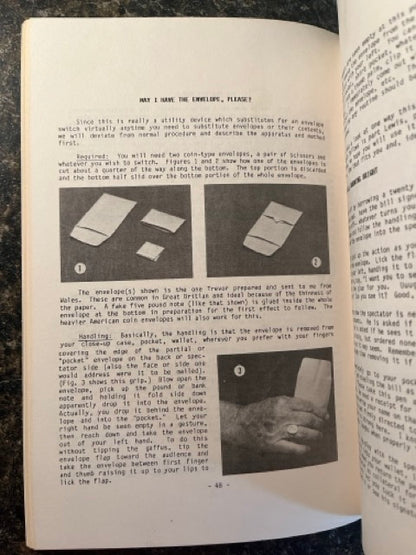 MAY I HAVE THE ENVELOPE, PLEASE?
Since this is really a utility device which substitutes for an envelope
switch virtually anytime you need to substitute envelopes or their contents,
we will deviate from normal procedure and describe the apparatus and method
first.
Required: You will need two coin-type envelopes, a pair of scissors and
whatever you wish to switch. Figures 1 and 2 show how one of the envelopes is
cut about a quarter of the way along the bottom. The top portion is discarded
and the bottom half slid over the bottom portion of the whole envelope.
1
2
The envelope(s) shown is the one Trevor prepared and sent to me from
Wales. These are common in Great Britian and ideal because of the thinness of
the paper. A fake five pound note (like that shown) is glued inside the whole
envelope at the bottom in preparation for the first effect to follow. The
heavier American coin envelopes will also work for this.
Handling: Basically, the handling is that the envelope is removed from
your close-up case, pocket, wallet, wherever you prefer with your fingers
covering the edge of the partial or
"pocket" envelope on the back or spec-
tator side (also the face or side one
would address were it to be mailed).
(Fig. 3 shows this grip.) Blow open the
envelope, pick up the pound or bank
note and holding it fold side down
apparently drop it into the envelope.
Actually, you drop it behind the enve-
lope and into the "pocket." Let your
right hand be seen empty in a gesture,
then reach down and take the envelope
out of your left hand. To do this
without tipping the gaffus, tip the
envelope flap toward the audience and
take the envelope between first finger
and thumb raising it up to your lips to
lick the flap.
3
- 48 -